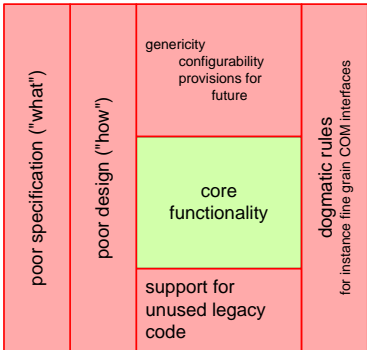 poor specification ("what")
poor design ("how")
genericity
configurability
provisions for
future
core
functionality
support for
unused legacy
code
dogmatic rules
for instance fine grain COM interfaces